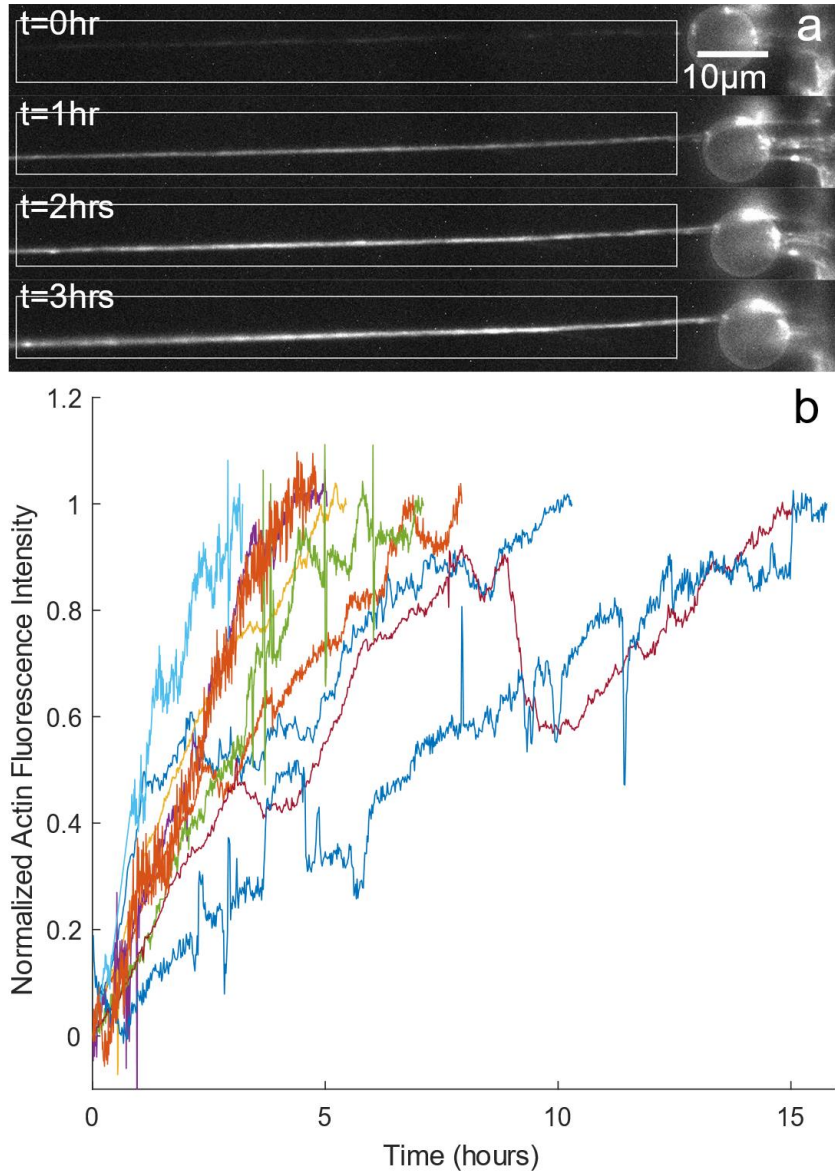 t=0hr
a
10µm
t=1hr
t=2hrs
t=3hrs
b
1.2
1
0.8
0.6
0.4
0.2
0
Normalized Actin Fluorescence Intensity
0
5
10
15
Time (hours)